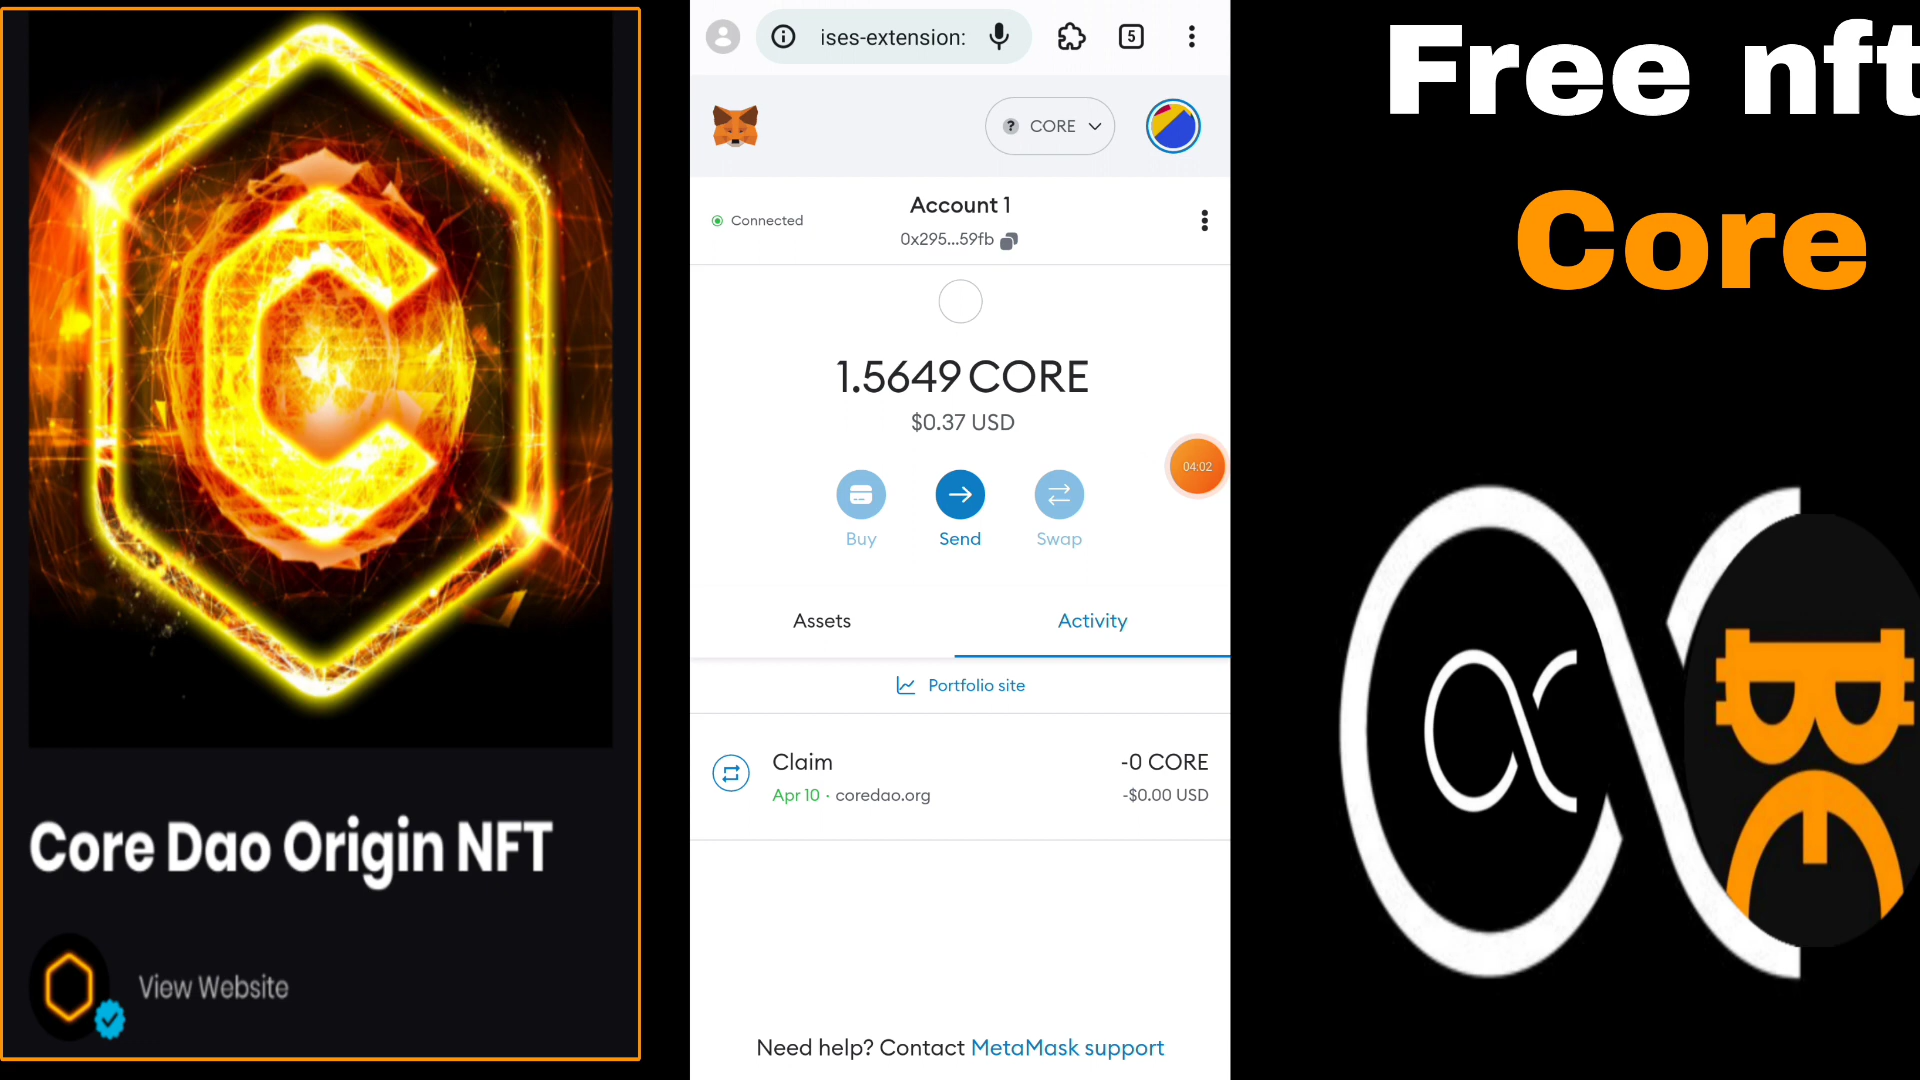 Core Dao Origin NFT
View Website
ises-extension:
5
CORE
Connected
Account 1
0x295...59fb
1.5649 CORE
$0.37 USD
04:02
Buy
Send
Swap
Assets
Activity
Portfolio site
Claim
-0 CORE
Apr 10 · coredao.org
-$0.00 USD
Need help? Contact MetaMask support
Free nft
Core